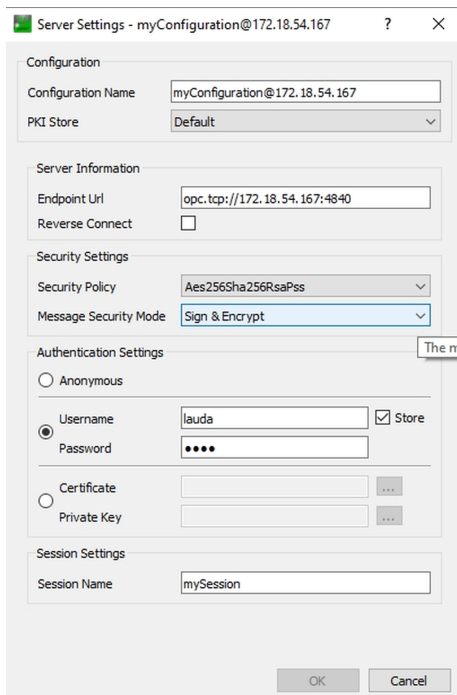 Server Settings - myConfiguration@172.18.54.167 ? X
Configuration
Configuration Name myConfiguration@172.18.54.167
PKI Store Default
Server Information
Endpoint Url opc.tcp://172.18.54.167:4840
Reverse Connect
Security Settings
Security Policy Aes256Sha256RsaPss
Message Security Mode Sign & Encrypt
The m
Authentication Settings
Anonymous
Username lauda Store
Password ••••
Certificate ...
Private Key ...
Session Settings
Session Name mySession
OK Cancel